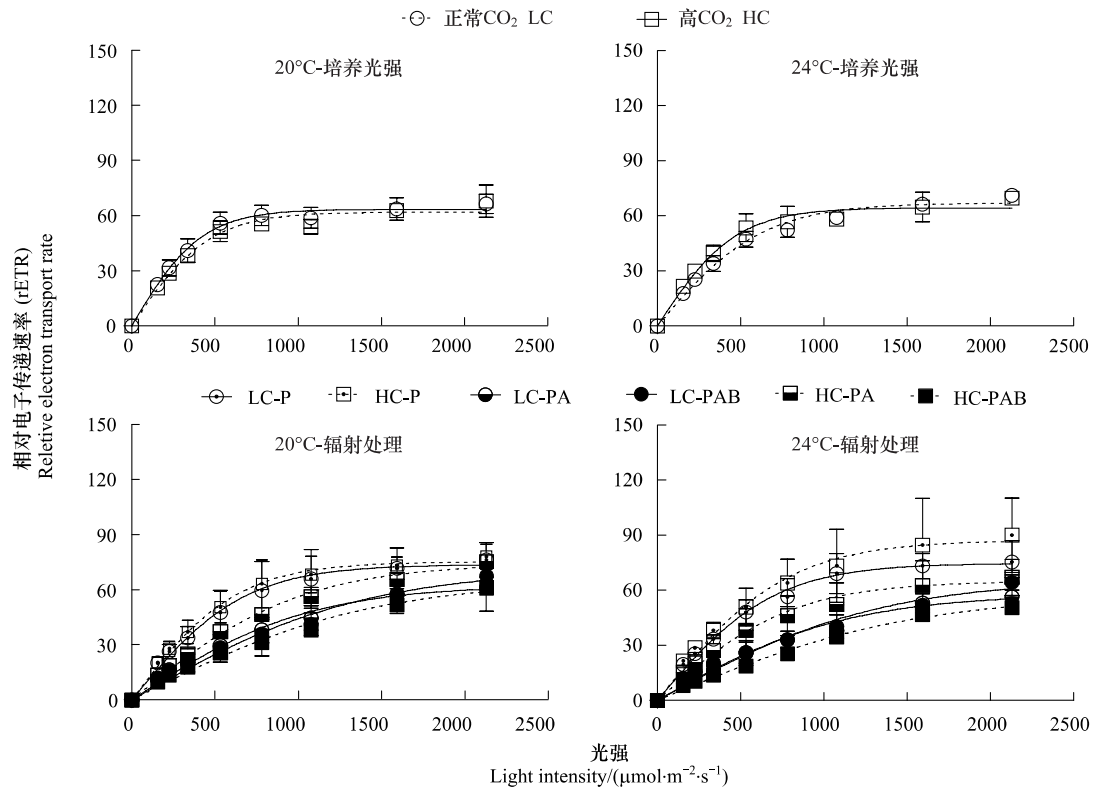 正常CO₂ LC 高CO₂ HC
20°C-培养光强
150
120
90
60
30
0
0 500 1000 1500 2000 2500
24°C-培养光强
150
120
90
60
30
0
0 500 1000 1500 2000 2500
相对电子传递速率 (rETR)
Reletive electron transport rate
LC-P HC-P LC-PA LC-PAB HC-PA HC-PAB
20°C-辐射处理
150
120
90
60
30
0
0 500 1000 1500 2000 2500
24°C-辐射处理
150
120
90
60
30
0
0 500 1000 1500 2000 2500
光强
Light intensity/(μmol·m⁻²·s⁻¹)